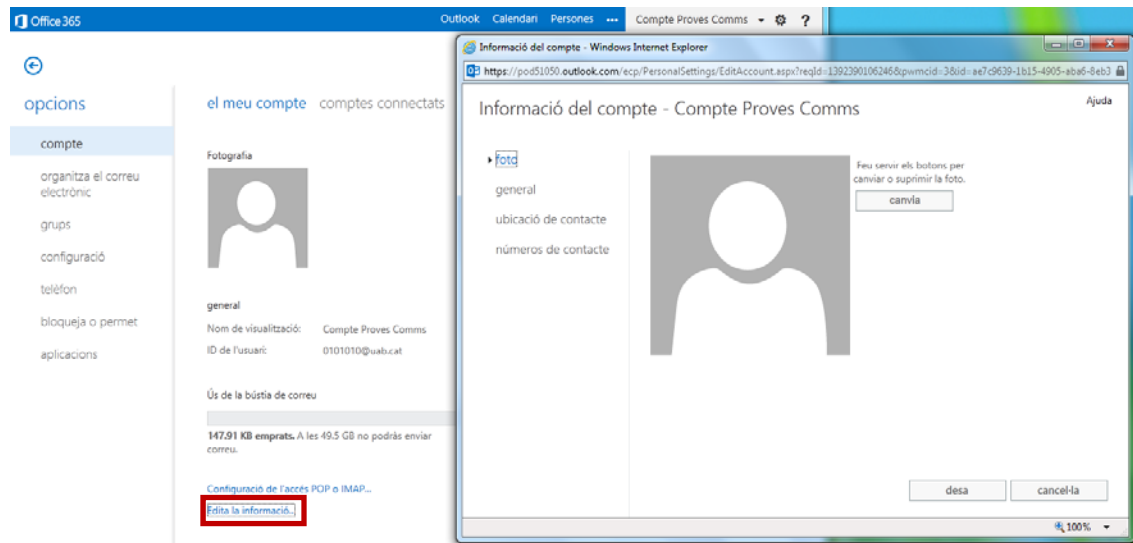 Office 365
Outlook Calendari Persones ... Compte Proves Comms ?
opcions
compte
organitza el correu
electrònic
grups
configuració
telèfon
bloqueja o permet
aplicacions
el meu compte comptes connectats
Fotografia
general
Nom de visualització: Compte Proves Comms
ID de l'usuari: 0101010@uab.cat
Ús de la bústia de correu
147.91 KB emprats. A les 49.5 GB no podràs enviar
correu.
Configuració de l'accés POP o IMAP...
Edita la informació...
Informació del compte - Windows Internet Explorer
https://pod51050.outlook.com/ecp/PersonalSettings/EditAccount.aspx?reqId=1392390106246&pwmcid=3&id=ae7c9639-1b15-4905-aba6-8eb3
Informació del compte - Compte Proves Comms
Ajuda
foto
general
ubicació de contacte
números de contacte
Feu servir els botons per
canviar o suprimir la foto.
canvia
desa cancel·la
100%